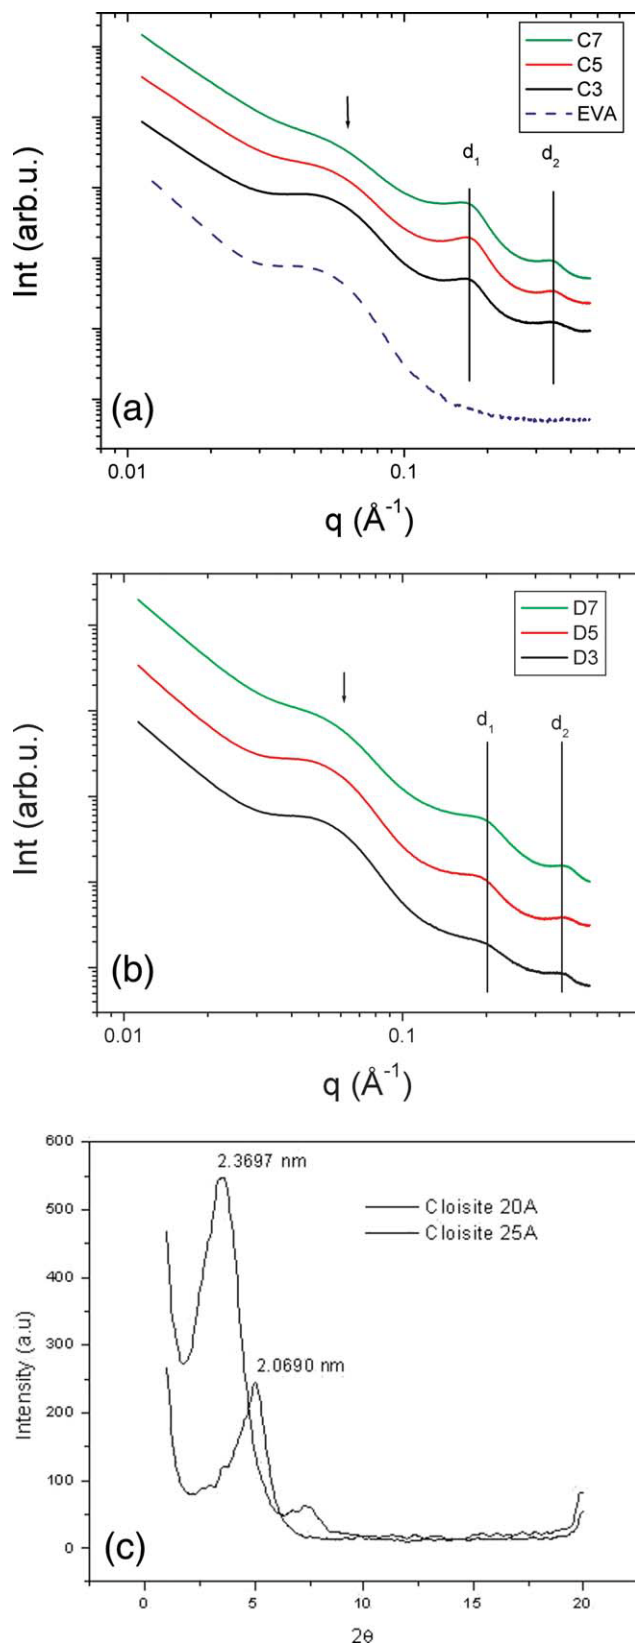 C7
C5
C3
EVA
d₁ d₂
Int (arb.u.)
(a)
0.01 0.1
q (Å⁻¹)
D7
D5
D3
d₁ d₂
Int (arb.u.)
(b)
0.01 0.1
q (Å⁻¹)
600
500
400
300
200
100
0
2.3697 nm
Cloisite 20A
Cloisite 25A
2.0690 nm
Intensity (a.u)
(c)
0 5 10 15 20
2θ